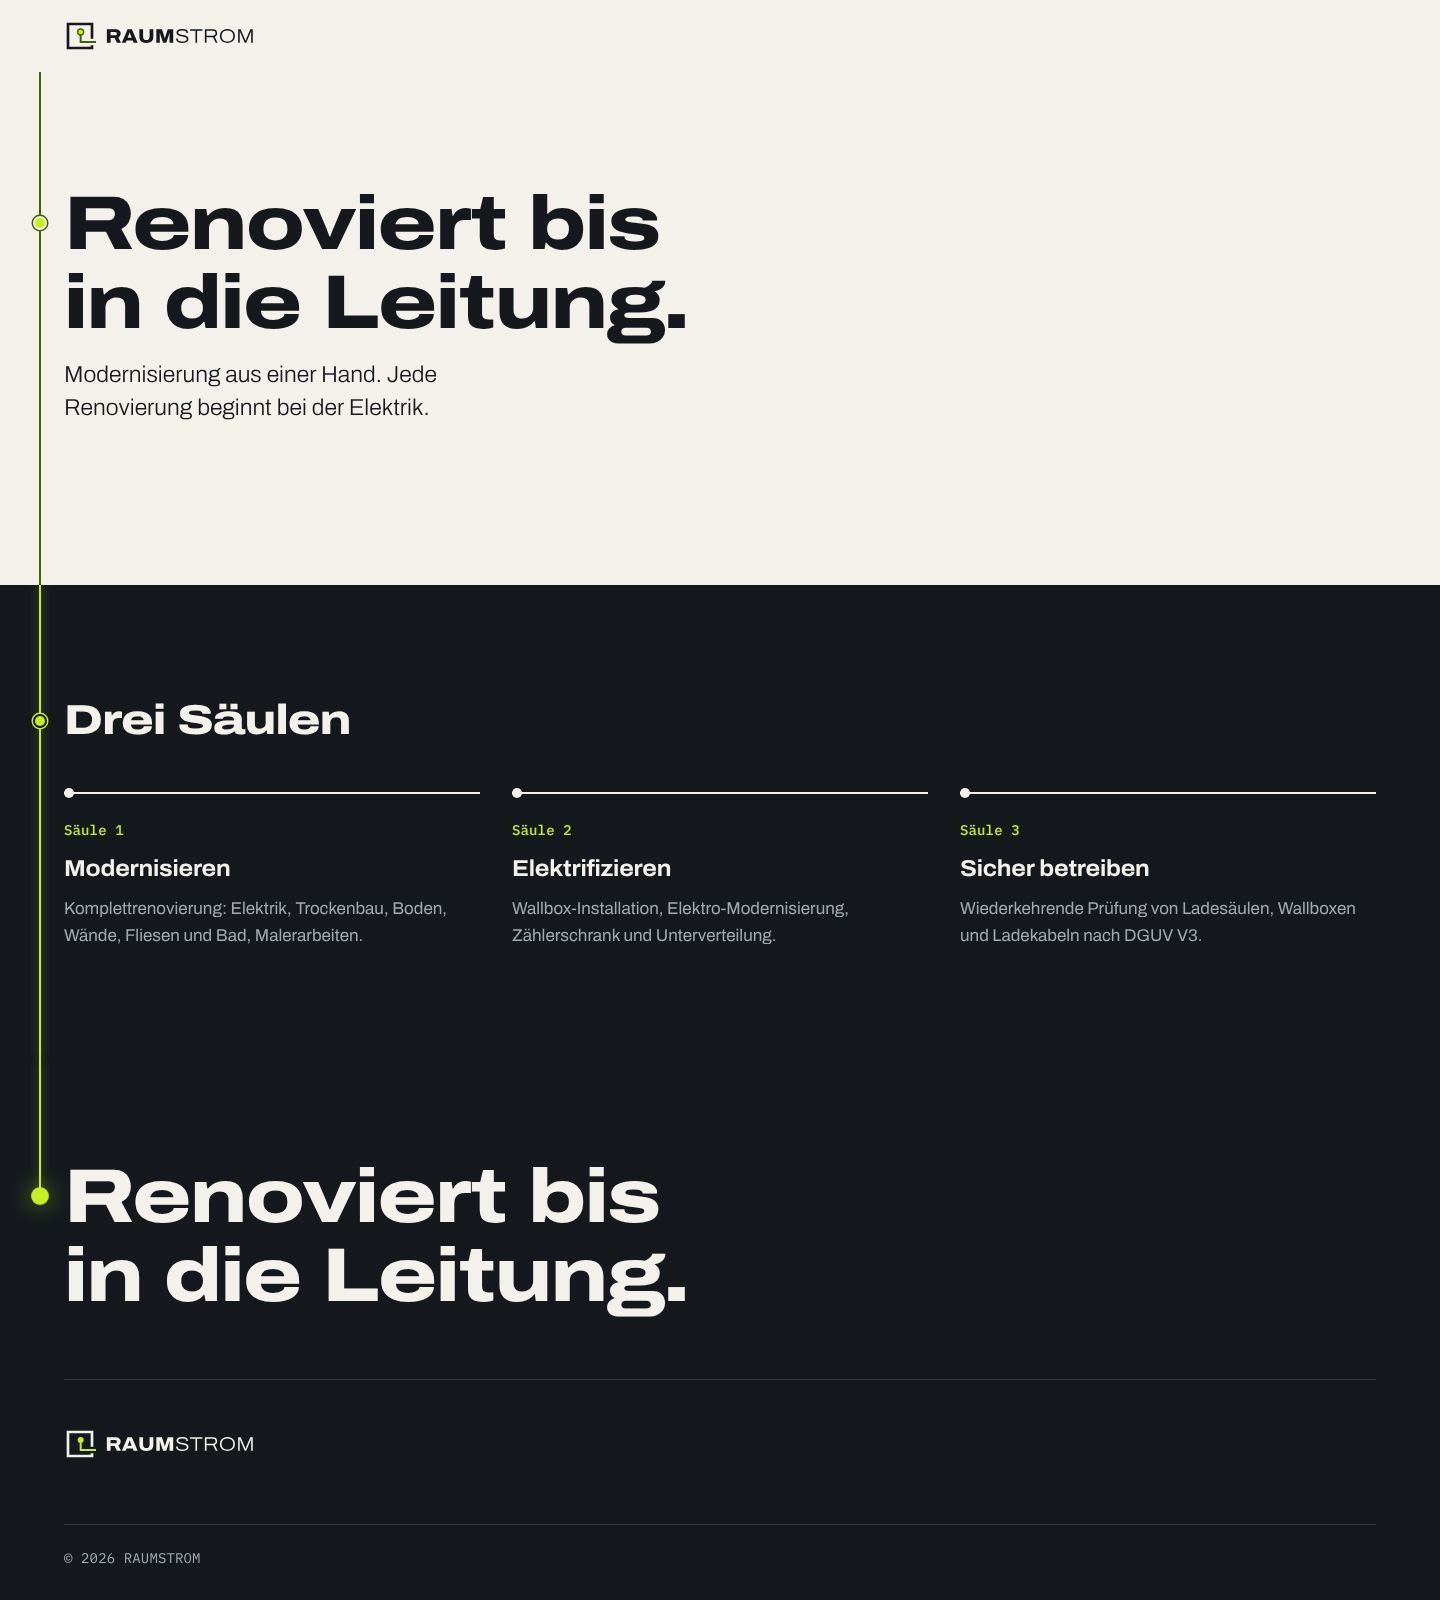 RAUMSTROM
Renoviert bis
in die Leitung.
Modernisierung aus einer Hand. Jede
Renovierung beginnt bei der Elektrik.
Drei Säulen
Säule 1
Modernisieren
Komplettrenovierung: Elektrik, Trockenbau, Boden,
Wände, Fliesen und Bad, Malerarbeiten.
Säule 2
Elektrifizieren
Wallbox-Installation, Elektro-Modernisierung,
Zählerschrank und Unterverteilung.
Säule 3
Sicher betreiben
Wiederkehrende Prüfung von Ladesäulen, Wallboxen
und Ladekabeln nach DGUV V3.
Renoviert bis
in die Leitung.
RAUMSTROM
© 2026 RAUMSTROM